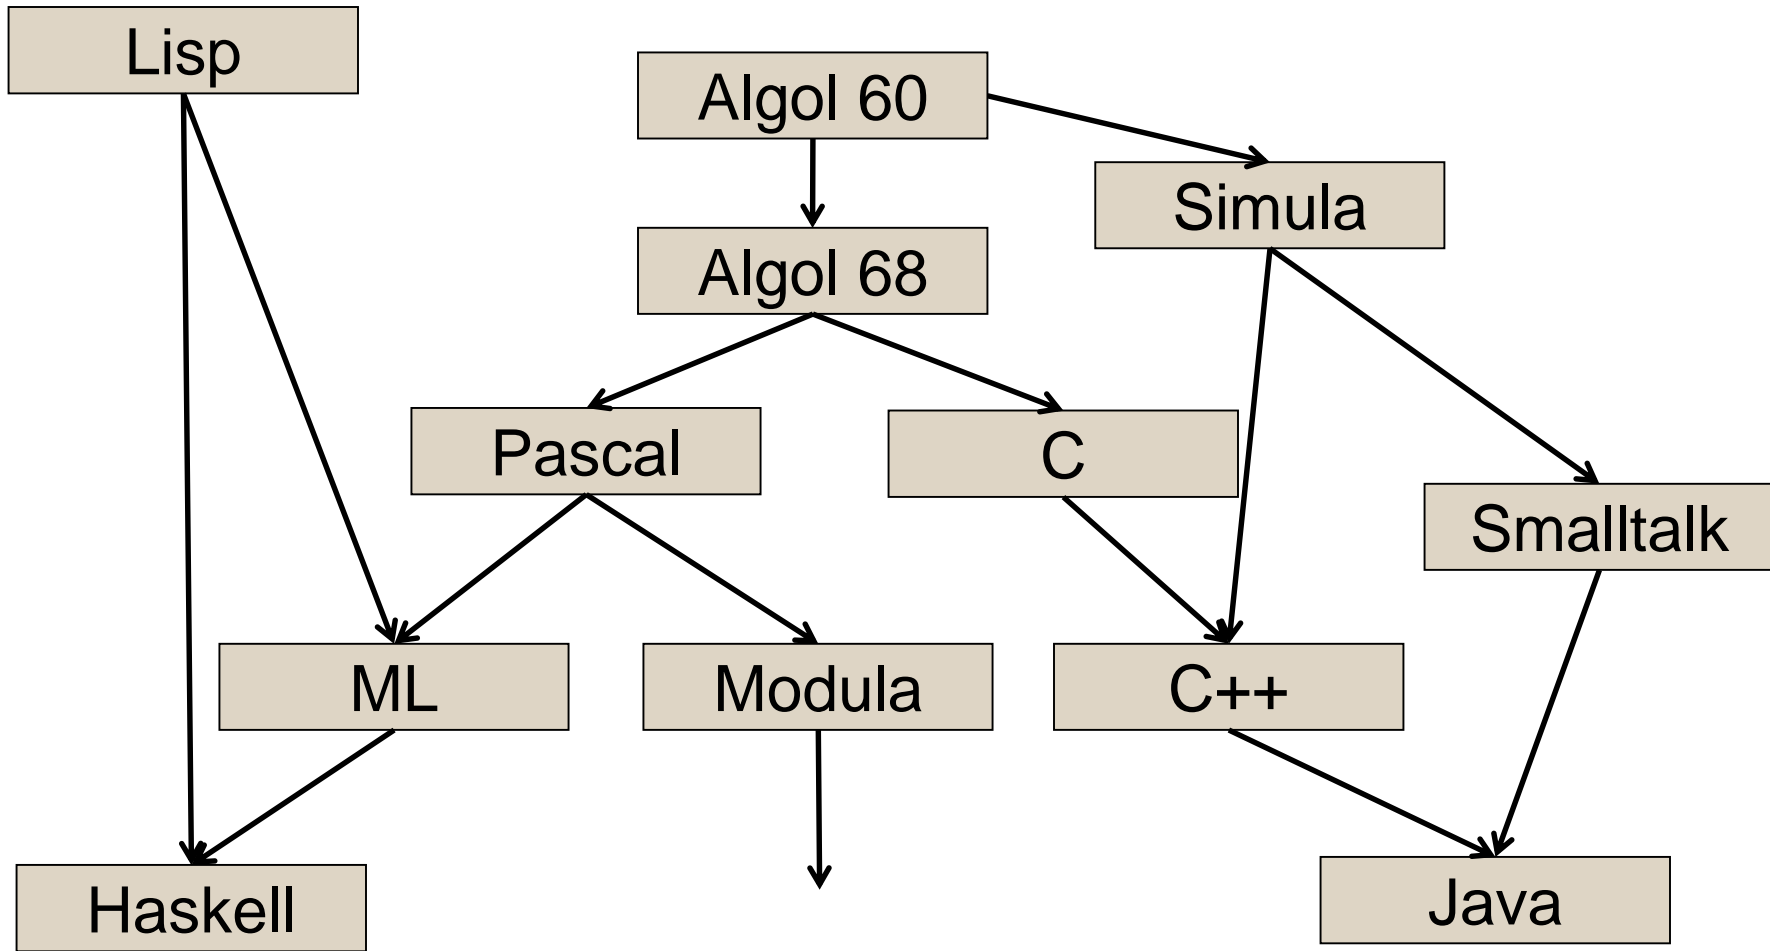 Lisp
Algol 60
Simula
Algol 68
Pascal
C
Smalltalk
ML
Modula
C++
Haskell
Java